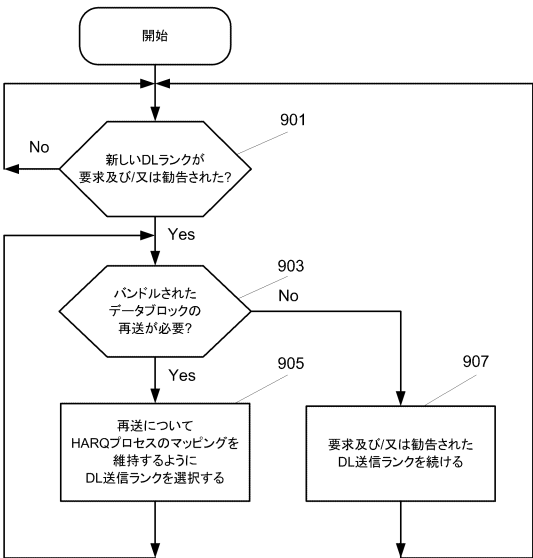 開始
901
No
新しいDLランクが
要求及び/又は勧告された?
Yes
903
バンドルされた
データブロックの
再送が必要?
No
Yes
905
907
再送について
HARQプロセスのマッピングを
維持するように
DL送信ランクを選択する
要求及び/又は勧告された
DL送信ランクを続ける